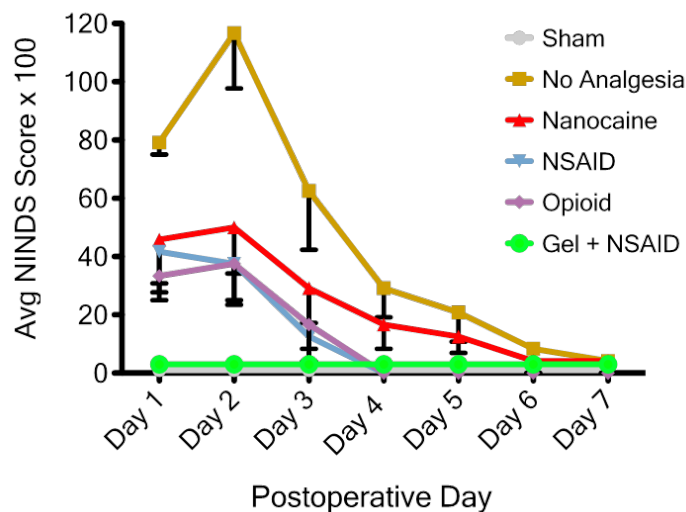 Avg NINDS Score x 100
120
100
80
60
40
20
0
Sham
No Analgesia
Nanocaine
NSAID
Opioid
Gel + NSAID
Day 1
Day 2
Day 3
Day 4
Day 5
Day 6
Day 7
Postoperative Day